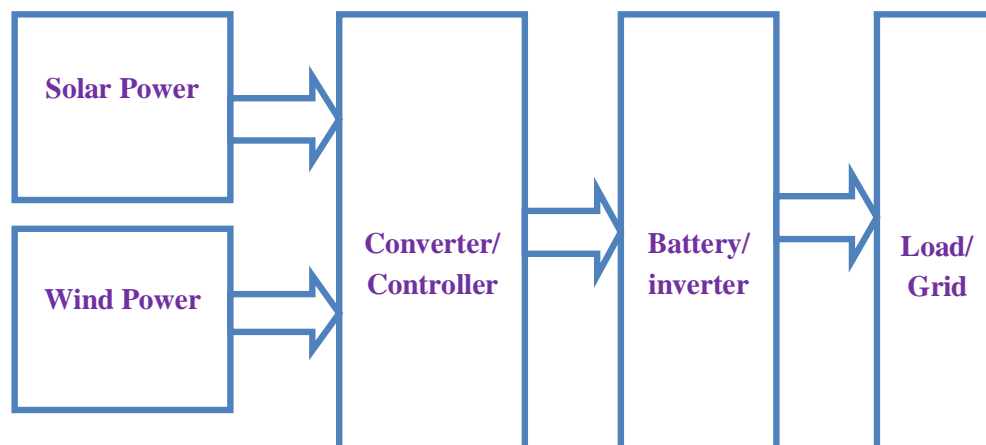 Solar Power
Wind Power
Converter/
Controller
Battery/
inverter
Load/
Grid